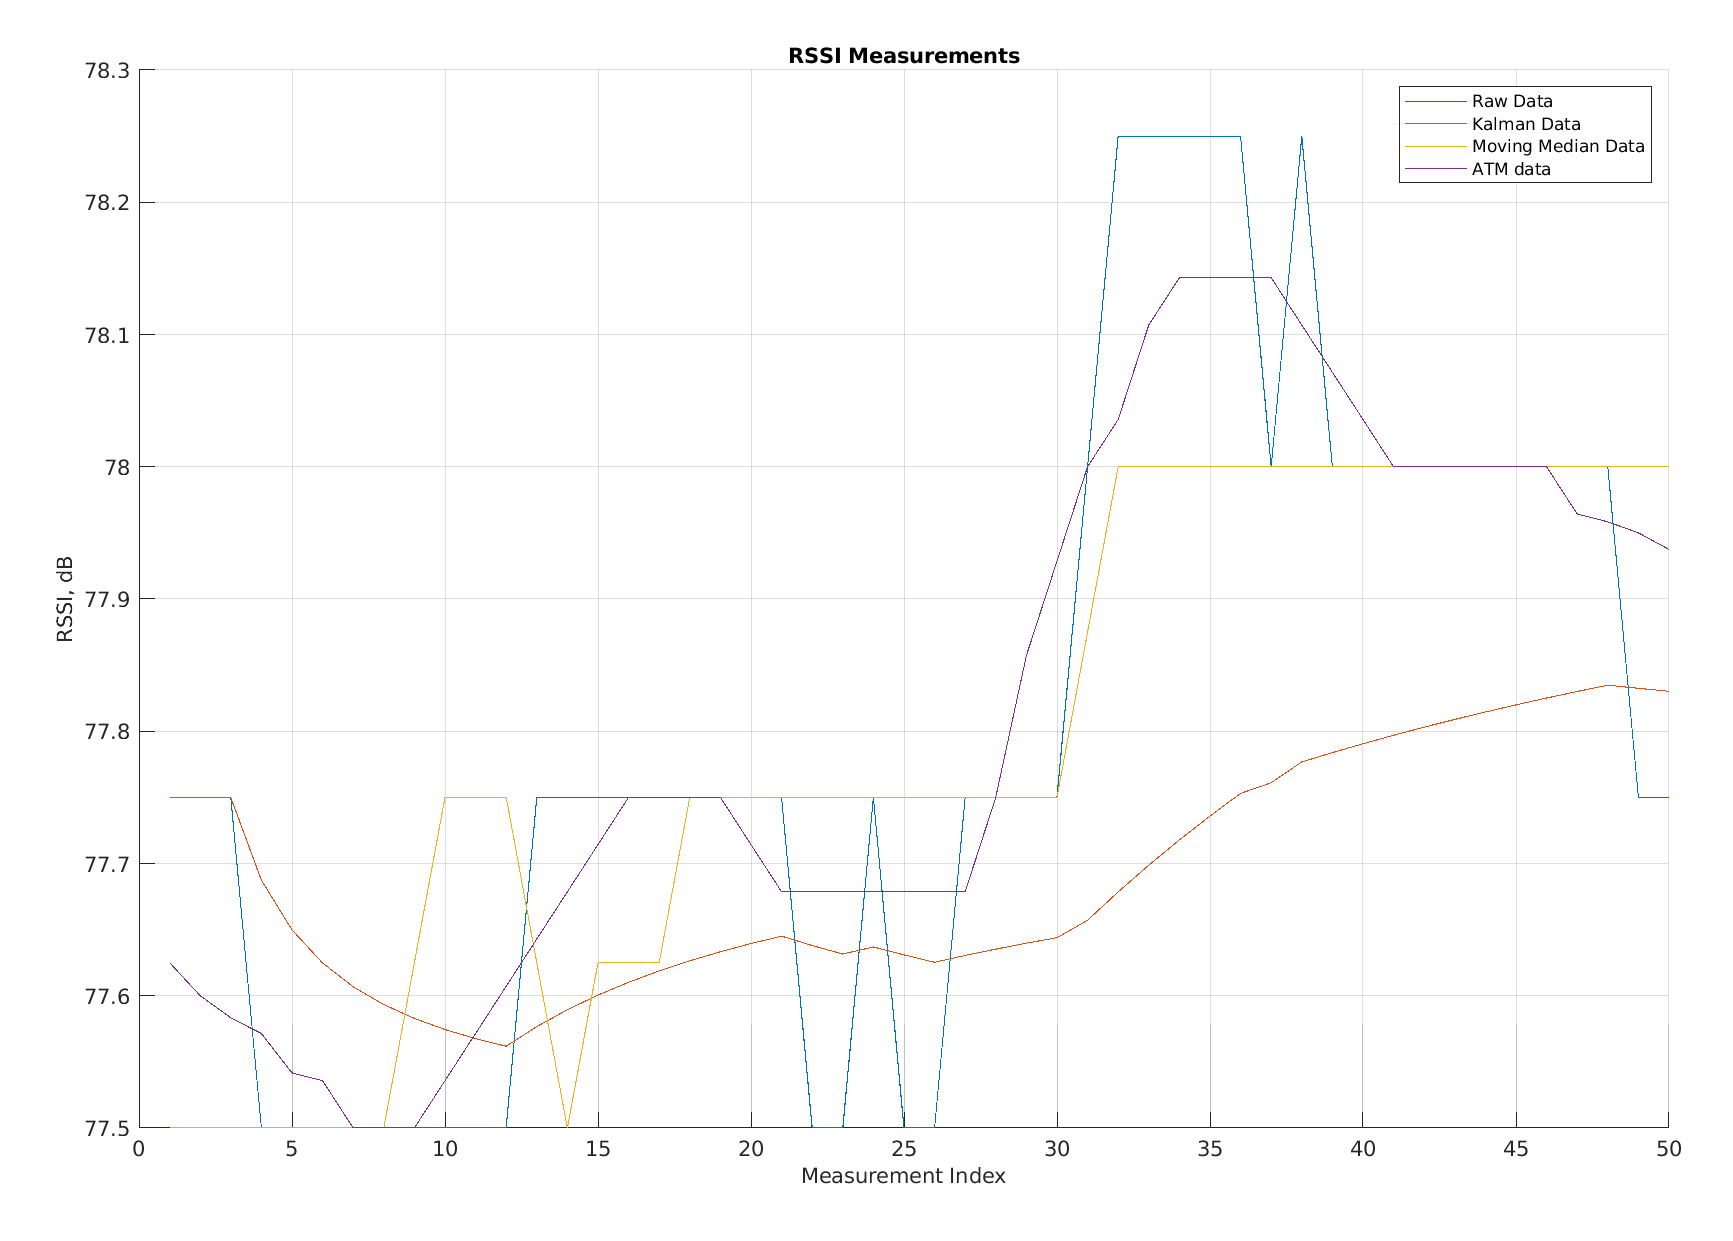 RSSI Measurements
78.3
78.2
78.1
78
77.9
77.8
77.7
77.6
77.5
RSSI, dB
Raw Data
Kalman Data
Moving Median Data
ATM data
0 5 10 15 20 25 30 35 40 45 50
Measurement Index